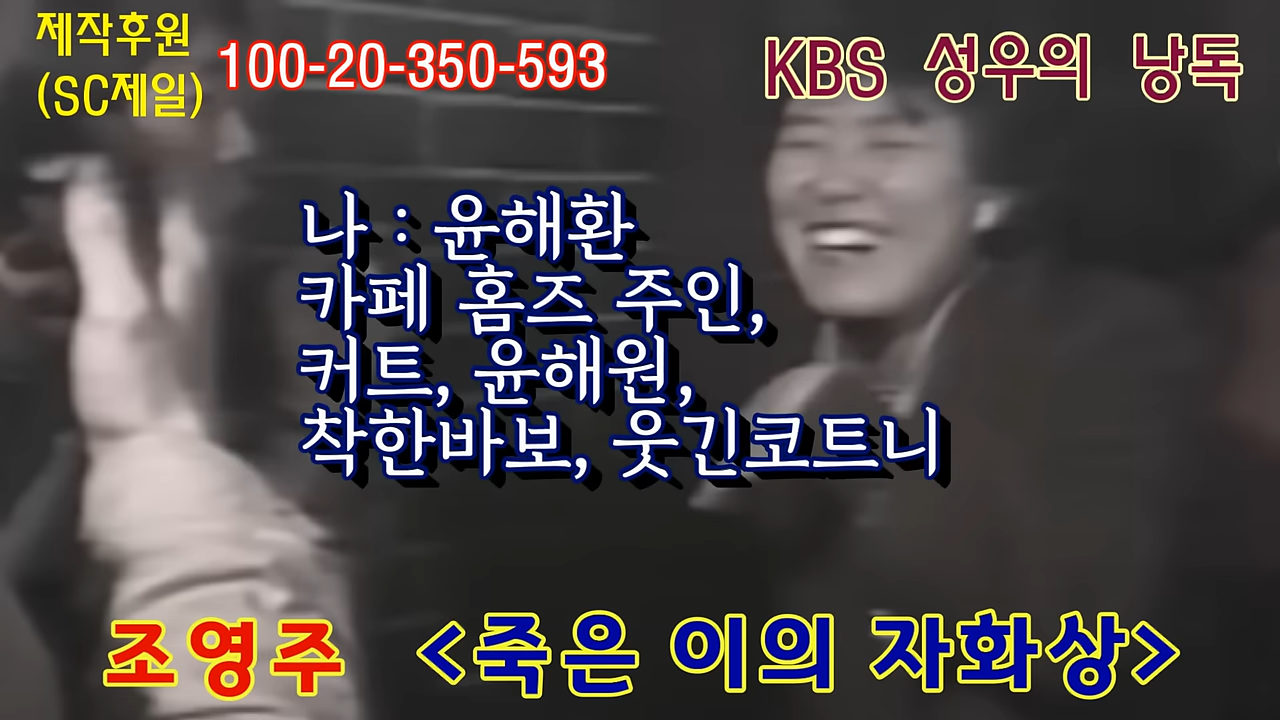 제작후원
(SC제일)
100-20-350-593
KBS 성우의 낭독
나 : 윤해환
카페 홈즈 주인,
커트, 윤해원,
착한바보, 웃긴코트니
조영주 <죽은 이의 자화상>